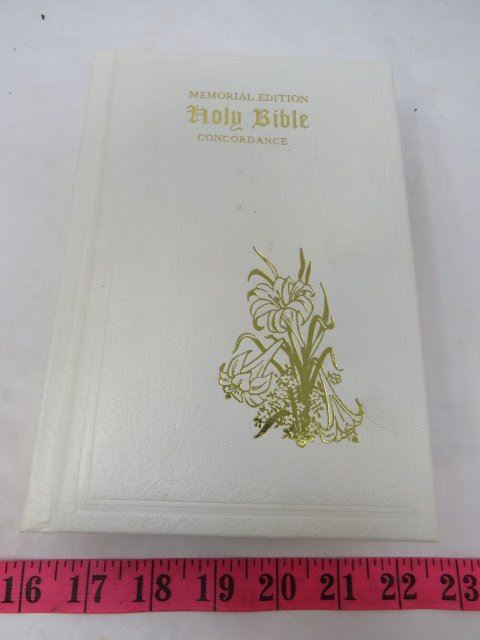 MEMORIAL EDITION
Holy Bible
CONCORDANCE
16 17 18 19 20 21 22 23